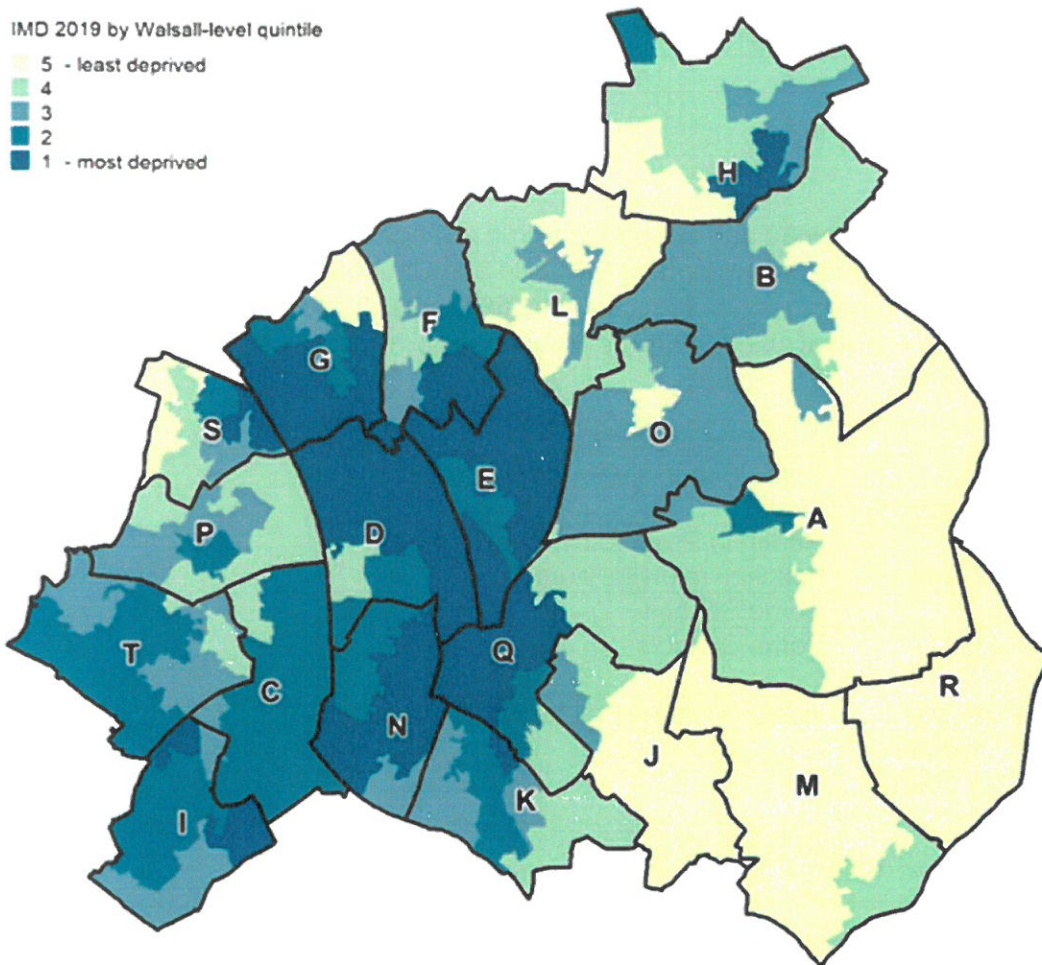 IMD 2019 by Walsall-level quintile
5 - least deprived
4
3
2
1 - most deprived
H
B
L
F
G
S
O
E
A
P
D
T
Q
C
R
N
J
M
K
I